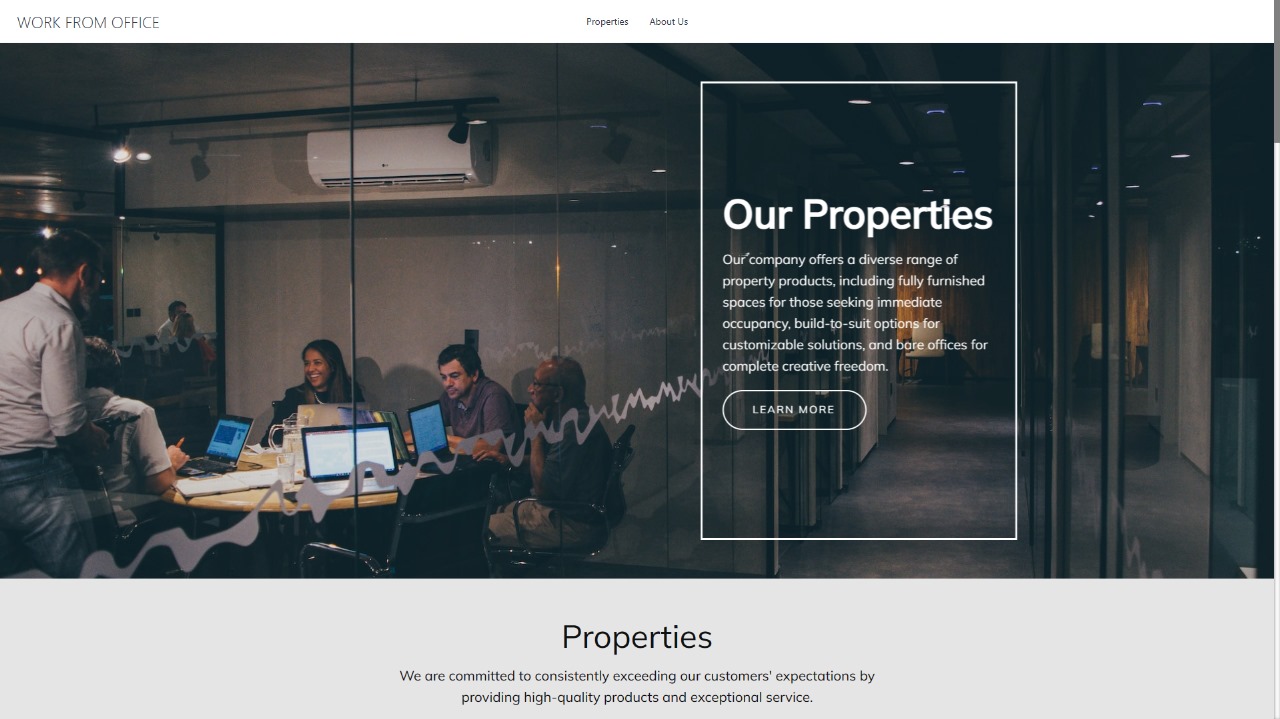 WORK FROM OFFICE
Properties
About Us
Our Properties
Our company offers a diverse range of
property products, including fully furnished
spaces for those seeking immediate
occupancy, build-to-suit options for
customizable solutions, and bare offices for
complete creative freedom.
LEARN MORE
Properties
We are committed to consistently exceeding our customers' expectations by
providing high-quality products and exceptional service.